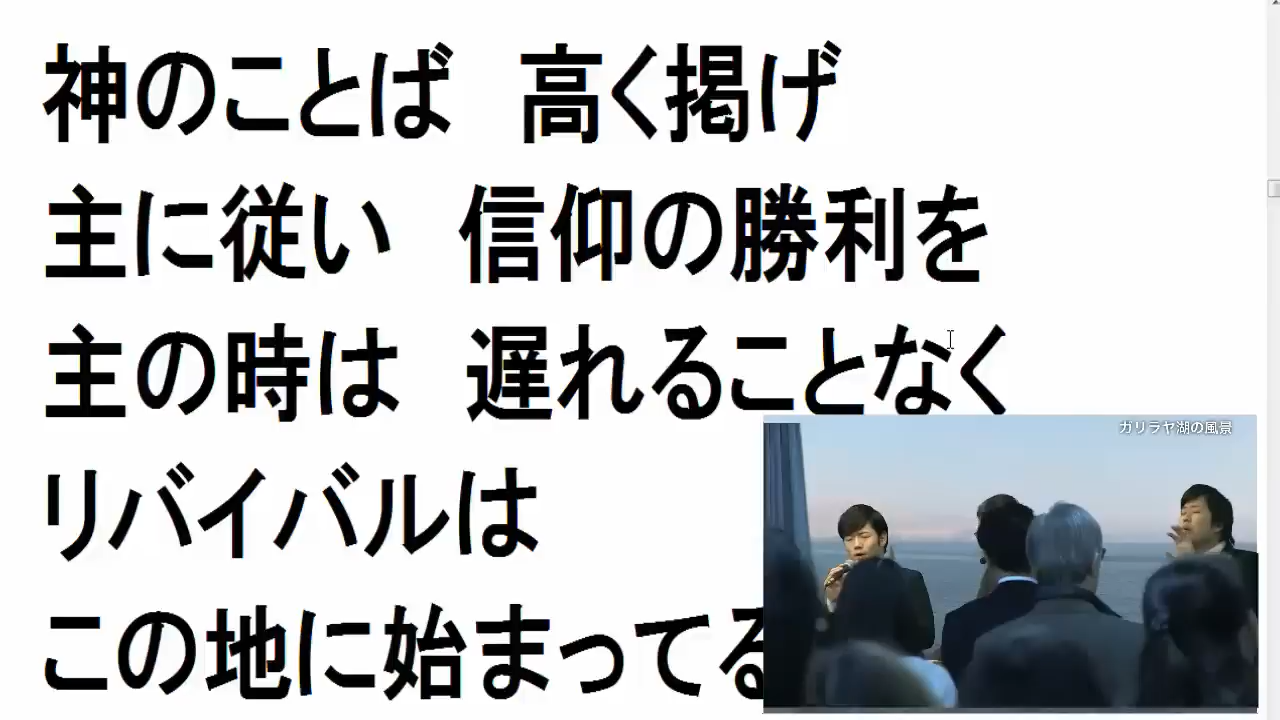 神のことば　高く掲げ
主に従い　信仰の勝利を
主の時は　遅れることなく
リバイバルは
この地に始まってる
ガリラヤ湖の風景